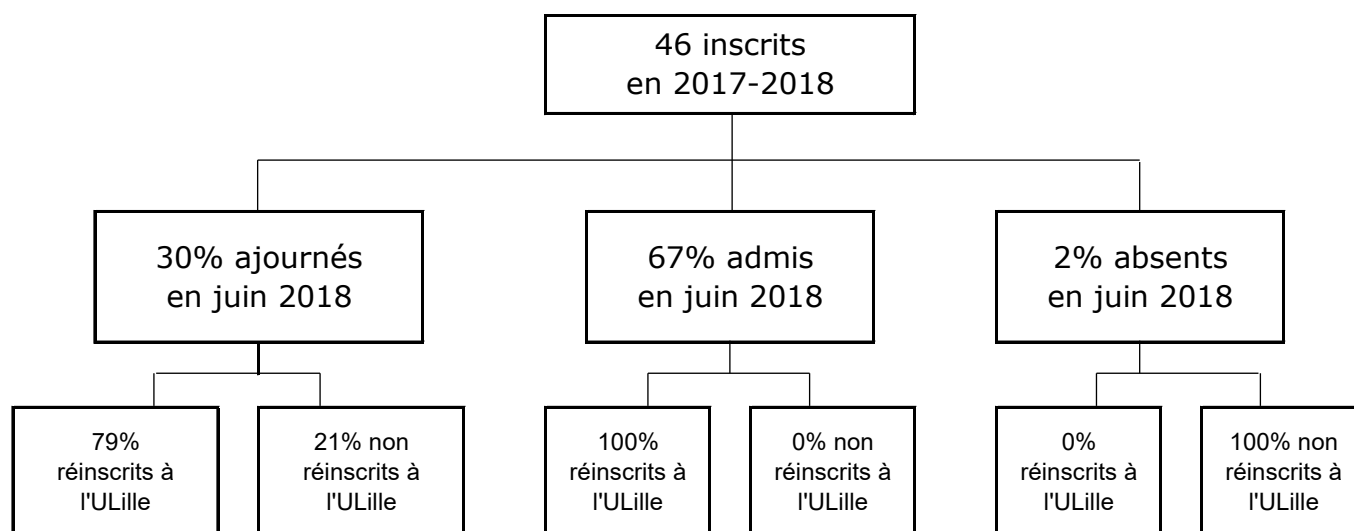 46 inscrits
en 2017-2018
30% ajournés
en juin 2018
67% admis
en juin 2018
2% absents
en juin 2018
79%
réinscrits à
l'ULille
21% non
réinscrits à
l'ULille
100%
réinscrits à
l'ULille
0% non
réinscrits à
l'ULille
0%
réinscrits à
l'ULille
100% non
réinscrits à
l'ULille